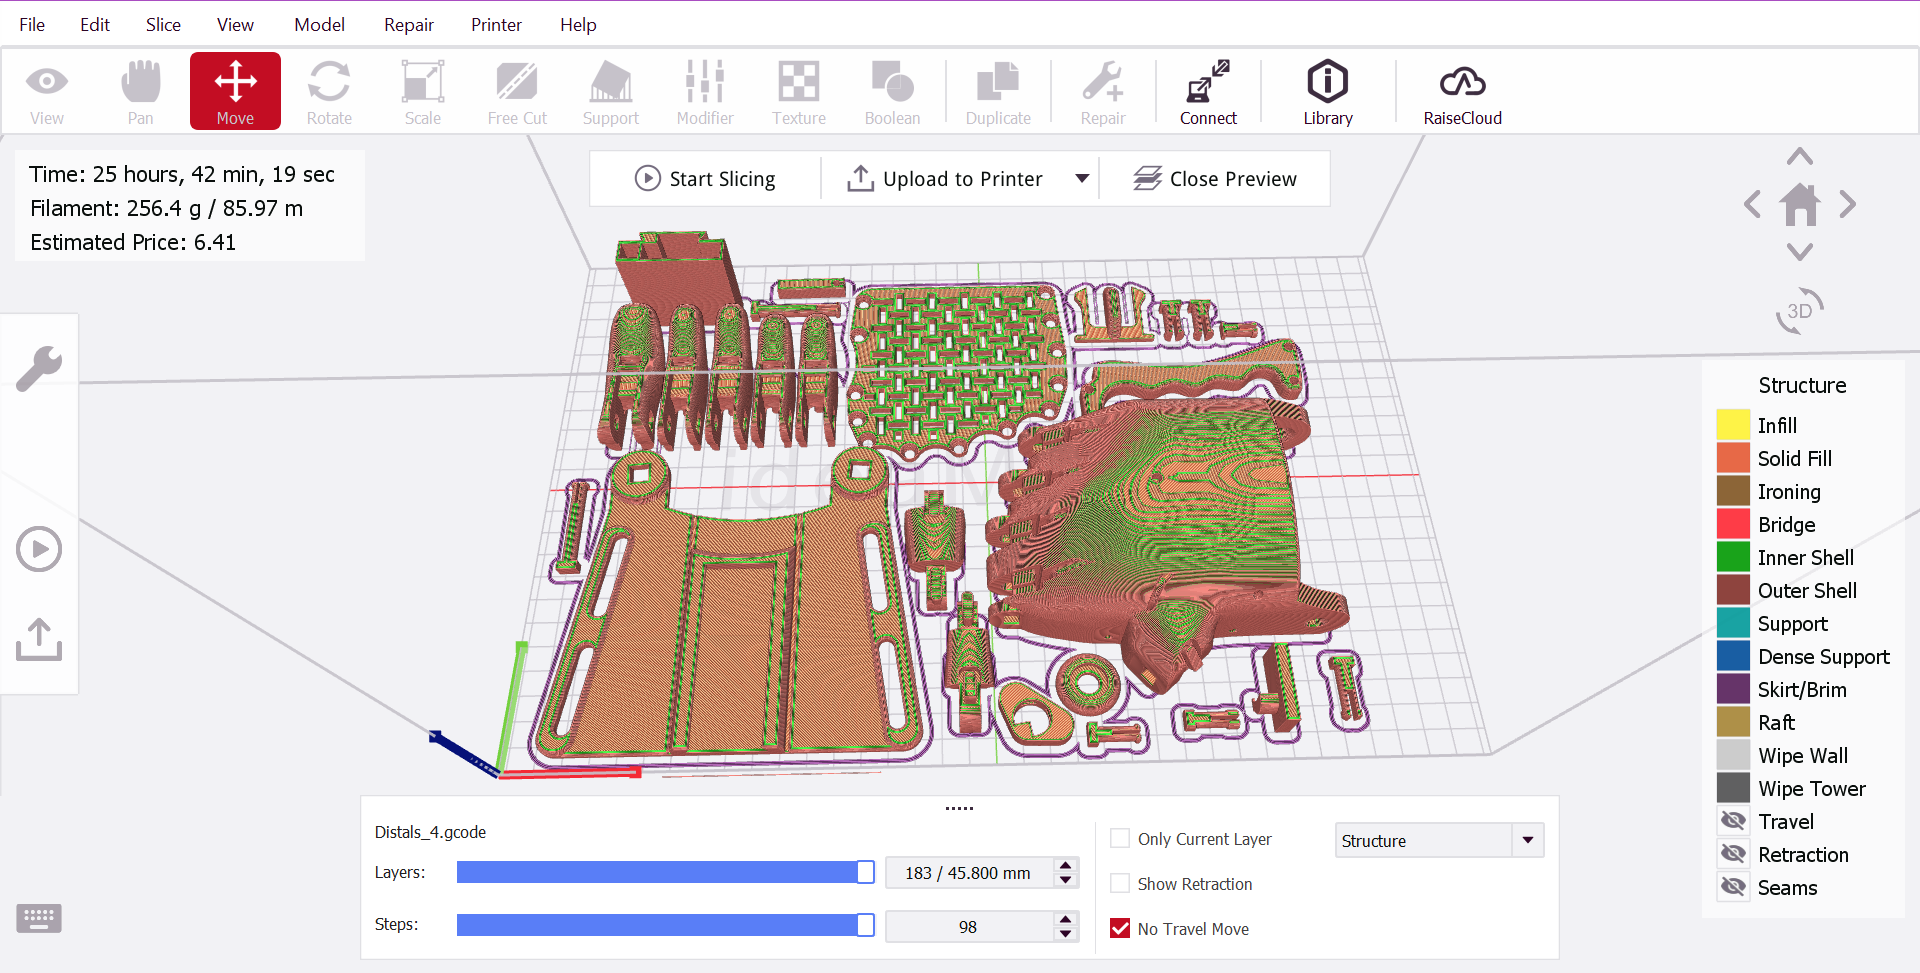 File Edit Slice View Model Repair Printer Help
View Pan Move Rotate Scale Free Cut Support Modifier Texture Boolean Duplicate Repair Connect Library RaiseCloud
Time: 25 hours, 42 min, 19 sec
Filament: 256.4 g / 85.97 m
Estimated Price: 6.41
Start Slicing Upload to Printer Close Preview
3D
Structure
Infill
Solid Fill
Ironing
Bridge
Inner Shell
Outer Shell
Support
Dense Support
Skirt/Brim
Raft
Wipe Wall
Wipe Tower
Travel
Retraction
Seams
Distals_4.gcode
Layers: 183 / 45.800 mm
Steps: 98
Only Current Layer Structure
Show Retraction
No Travel Move